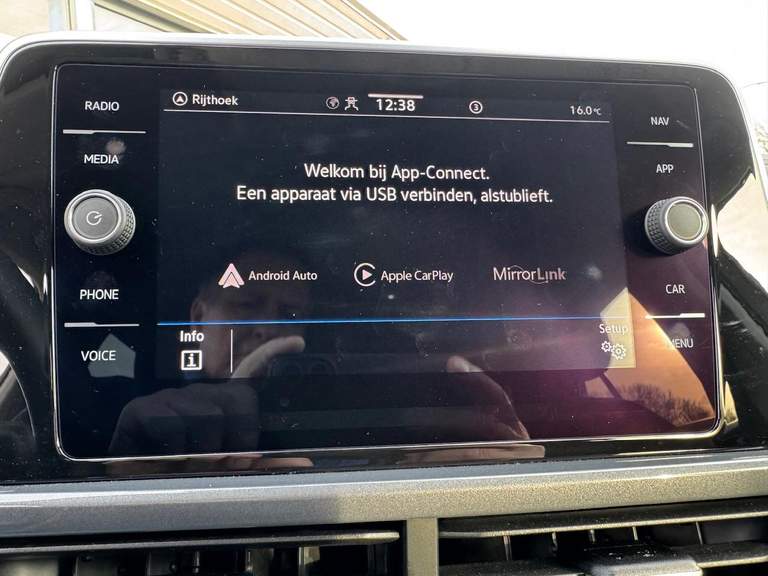 RADIO
MEDIA
PHONE
VOICE
Rijthoek
12:38
3
16.0°C
Welkom bij App-Connect.
Een apparaat via USB verbinden, alstublieft.
Android Auto
Apple CarPlay
MirrorLink
Info
i
Setup
NAV
APP
CAR
MENU